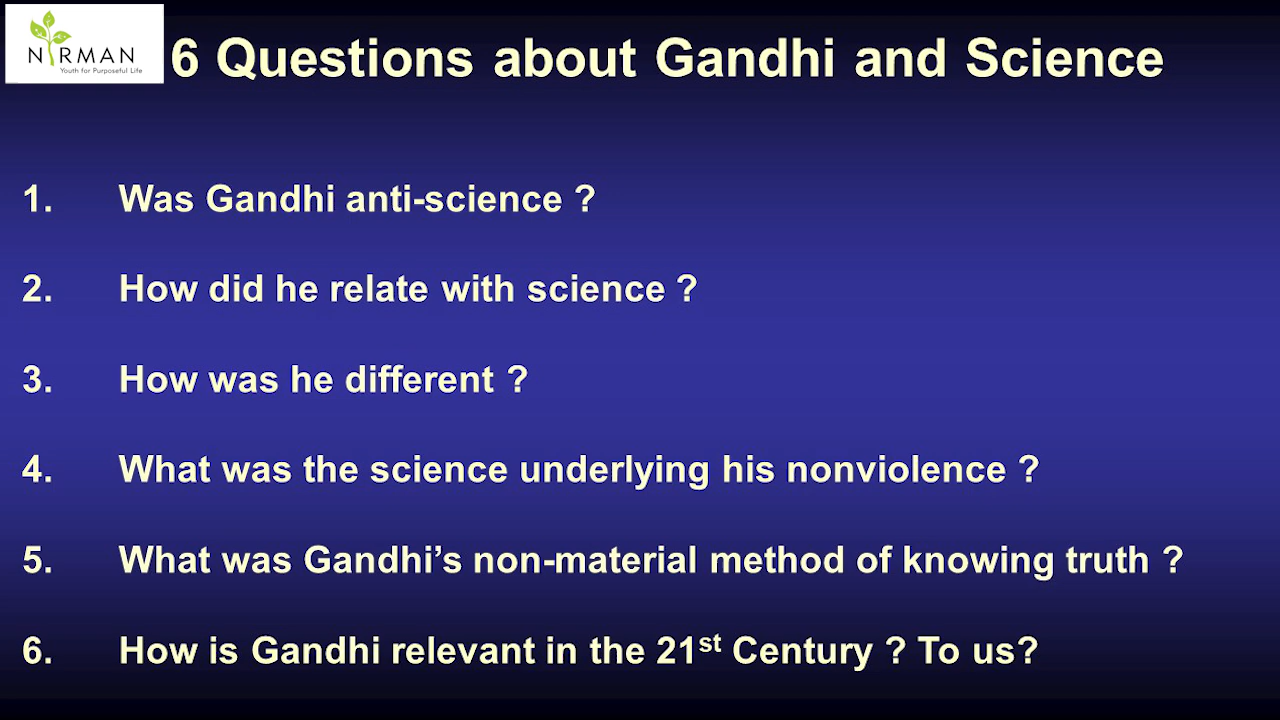 NIRMAN
Youth for Purposeful Life
6 Questions about Gandhi and Science
1. Was Gandhi anti-science ?
2. How did he relate with science ?
3. How was he different ?
4. What was the science underlying his nonviolence ?
5. What was Gandhi’s non-material method of knowing truth ?
6. How is Gandhi relevant in the 21st Century ? To us?